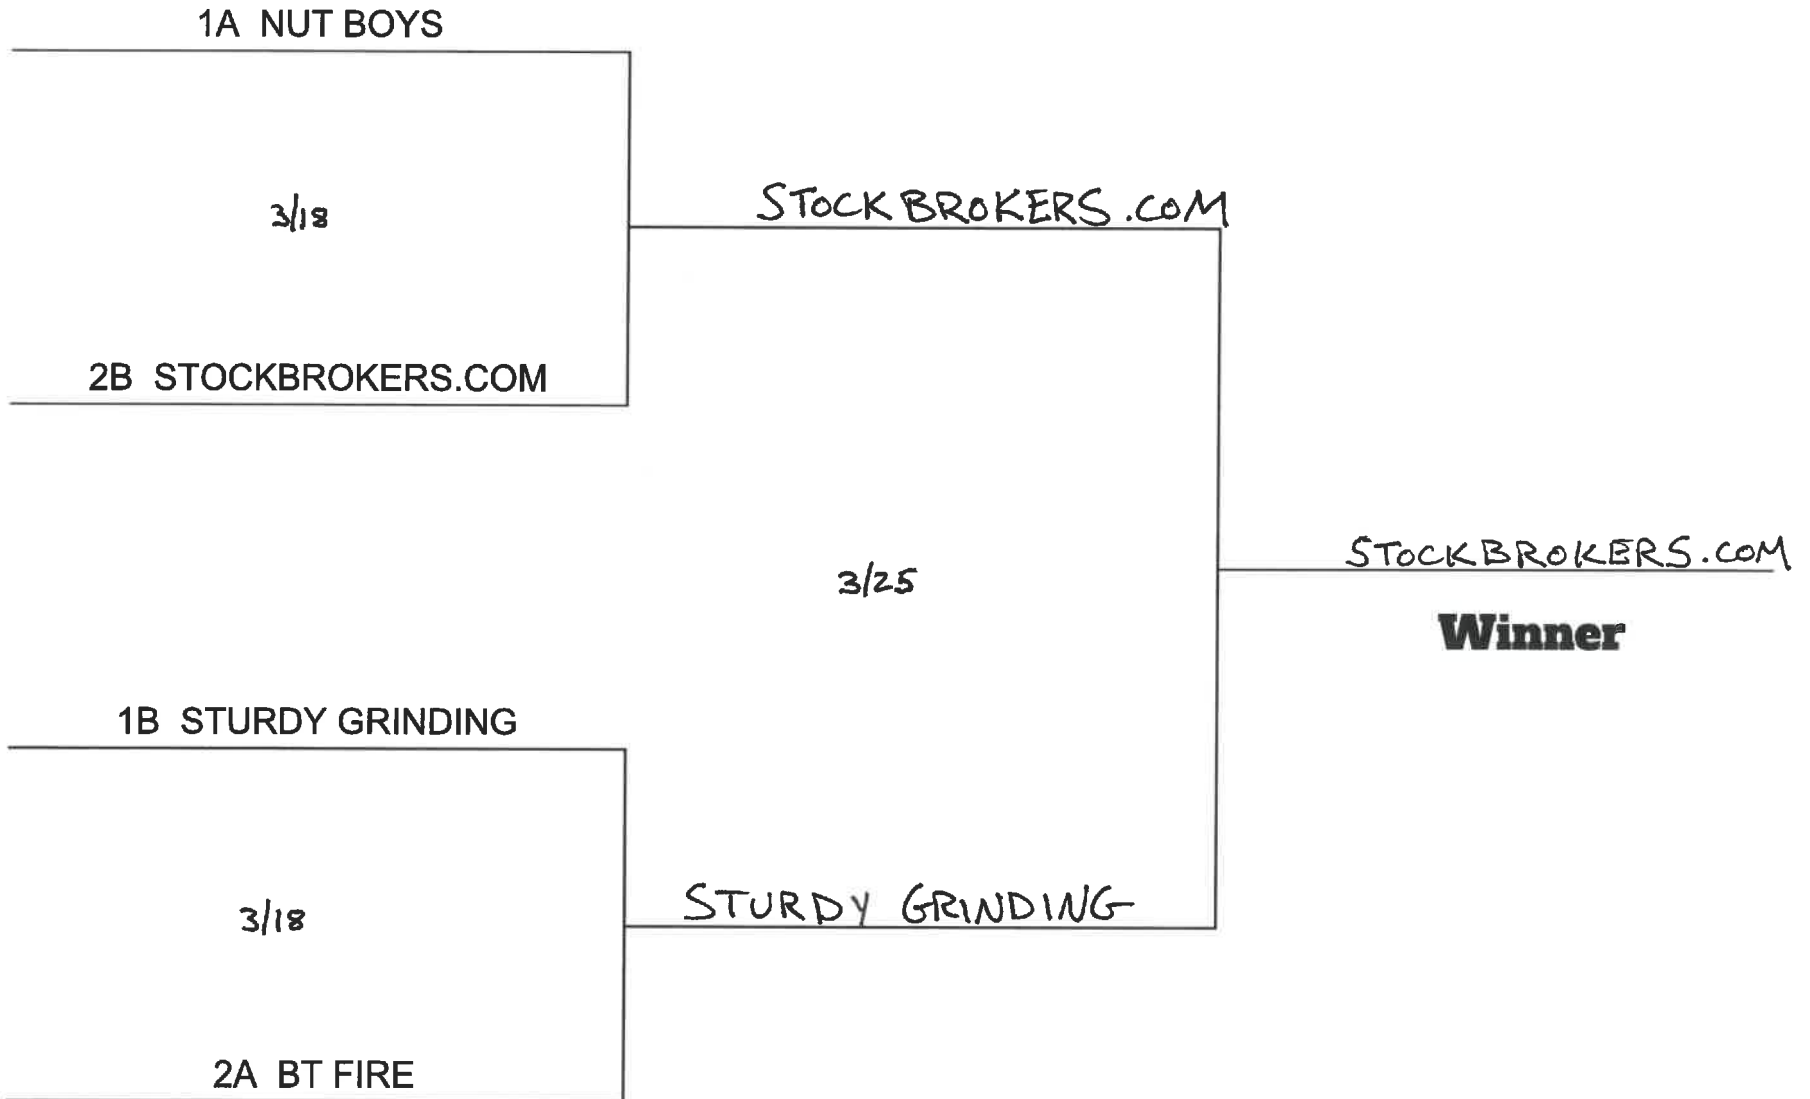 1A NUT BOYS
3/18
STOCKBROKERS.COM
2B STOCKBROKERS.COM
3/25
STOCKBROKERS.COM
Winner
1B STURDY GRINDING
3/18
STURDY GRINDING
2A BT FIRE